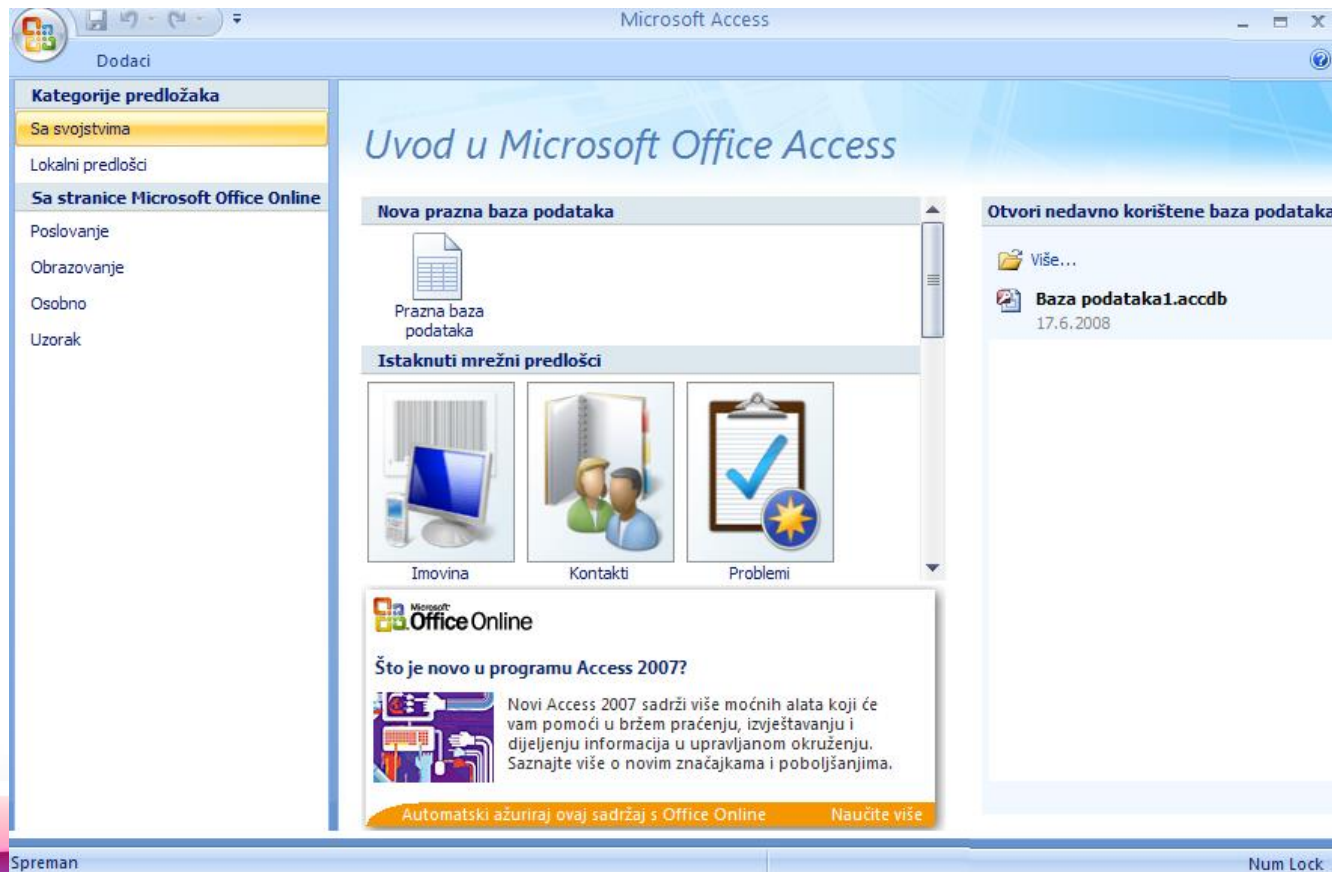 Microsoft Access
Dodaci
Kategorije predložaka
Sa svojstvima
Lokalni predlošci
Sa stranice Microsoft Office Online
Poslovanje
Obrazovanje
Osobno
Uzorak
Uvod u Microsoft Office Access
Nova prazna baza podataka
Prazna baza
podataka
Istaknuti mrežni predlošci
Imovina
Kontakti
Problemi
Microsoft
Office Online
Što je novo u programu Access 2007?
Novi Access 2007 sadrži više moćnih alata koji će
vam pomoći u bržem praćenju, izvještavanju i
dijeljenju informacija u upravljanom okruženju.
Saznajte više o novim značajkama i poboljšanjima.
Automatski ažuriraj ovaj sadržaj s Office Online
Naučite više
Otvori nedavno korištene baza podataka
Više...
Baza podataka1.accdb
17.6.2008
Spreman
Num Lock